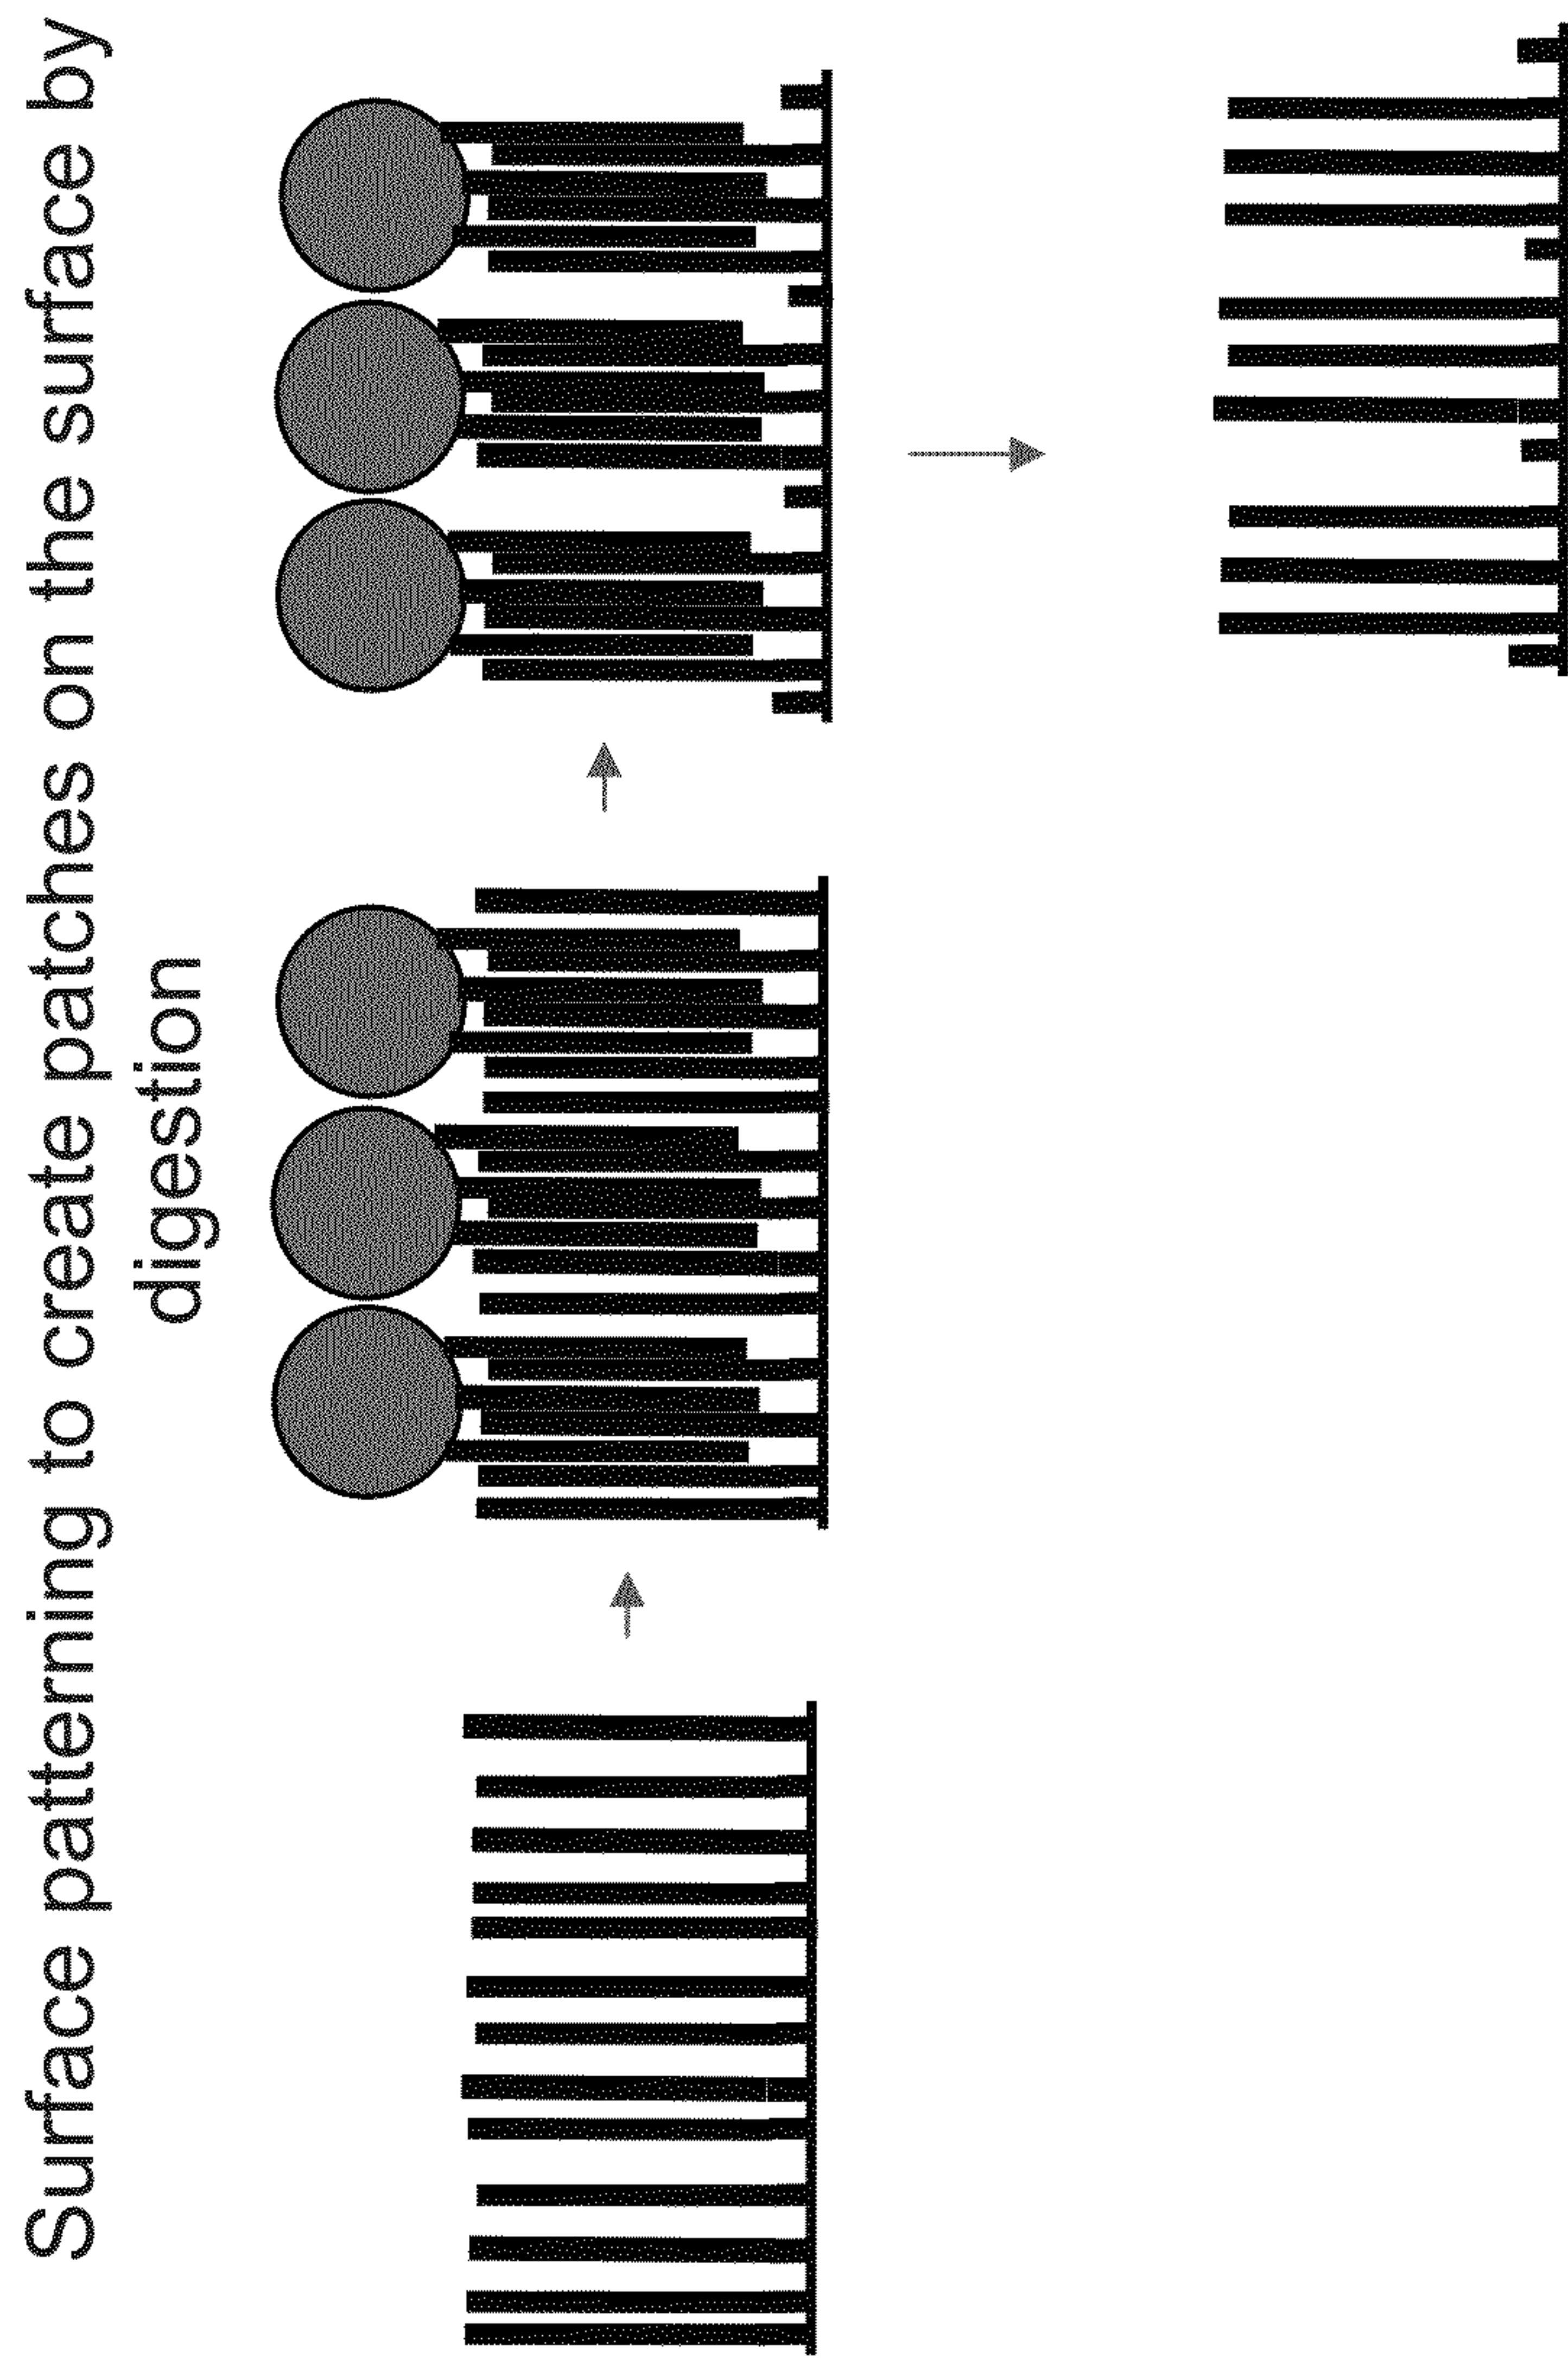 Surface patterning to create patches on the surface by
digestion